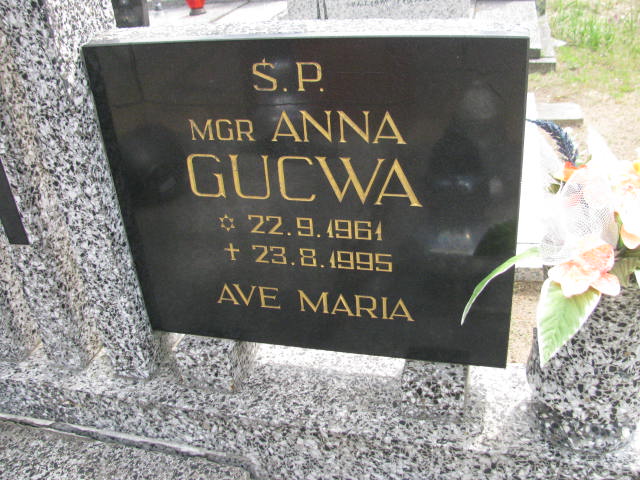 Ś.P.
MGR ANNA
GUCWA
✡ 22.9.1961
✝ 23.8.1995
AVE MARIA